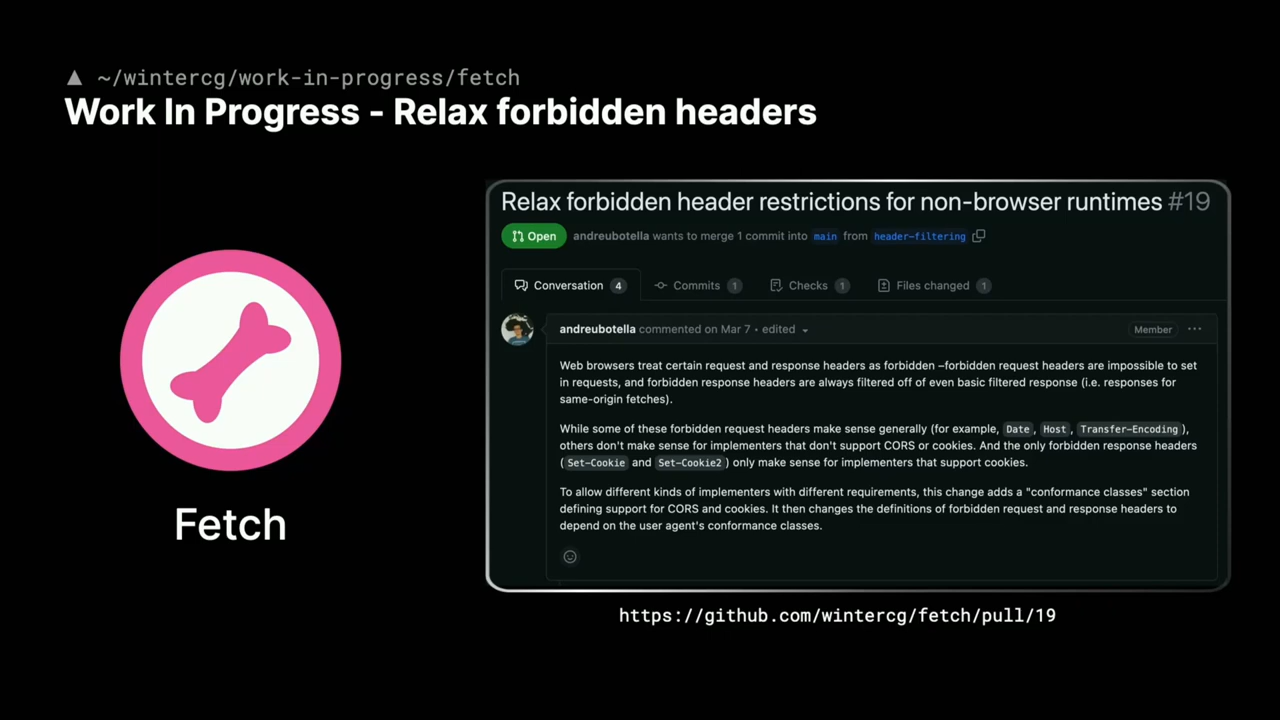 ▲ ~/wintercg/work-in-progress/fetch
Work In Progress - Relax forbidden headers
Fetch
Relax forbidden header restrictions for non-browser runtimes #19
Open andreubotella wants to merge 1 commit into main from header-filtering
Conversation 4 Commits 1 Checks 1 Files changed 1
andreubotella commented on Mar 7 • edited Member
Web browsers treat certain request and response headers as forbidden –forbidden request headers are impossible to set
in requests, and forbidden response headers are always filtered off of even basic filtered response (i.e. responses for
same-origin fetches).
While some of these forbidden request headers make sense generally (for example, Date, Host, Transfer-Encoding),
others don't make sense for implementers that don't support CORS or cookies. And the only forbidden response headers
(Set-Cookie and Set-Cookie2) only make sense for implementers that support cookies.
To allow different kinds of implementers with different requirements, this change adds a "conformance classes" section
defining support for CORS and cookies. It then changes the definitions of forbidden request and response headers to
depend on the user agent's conformance classes.
https://github.com/wintercg/fetch/pull/19